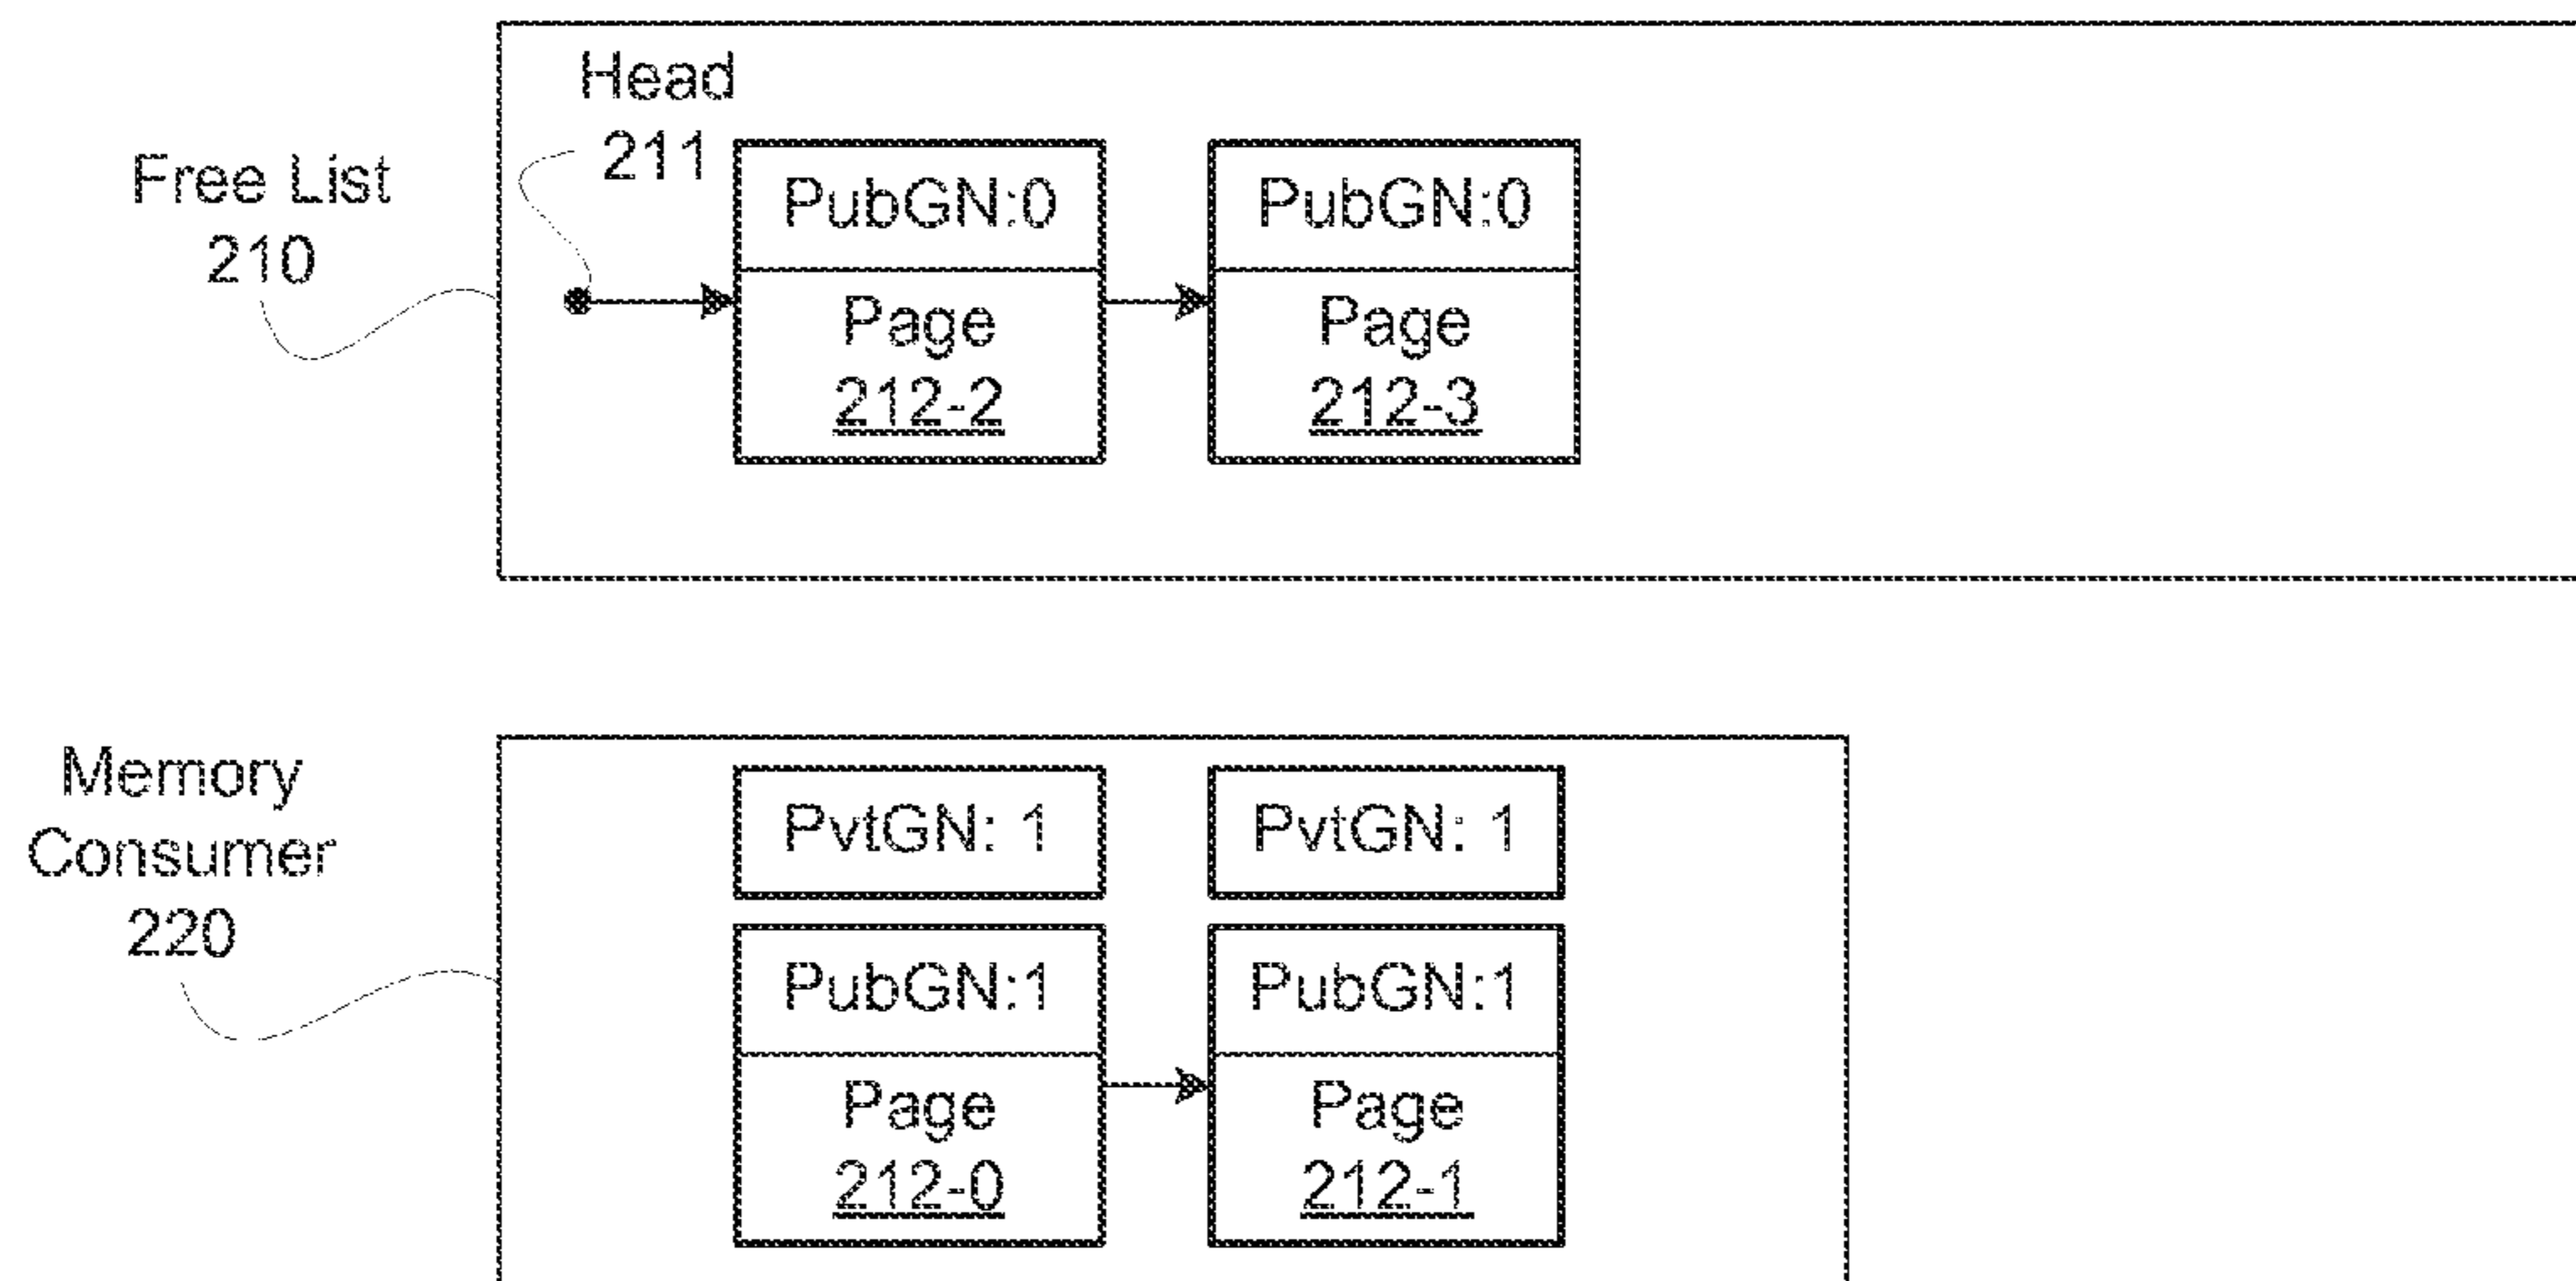 Head
211
Free List
210
PubGN:0
Page
212-2
PubGN:0
Page
212-3
Memory
Consumer
220
PvtGN: 1
PvtGN: 1
PubGN:1
Page
212-0
PubGN:1
Page
212-1